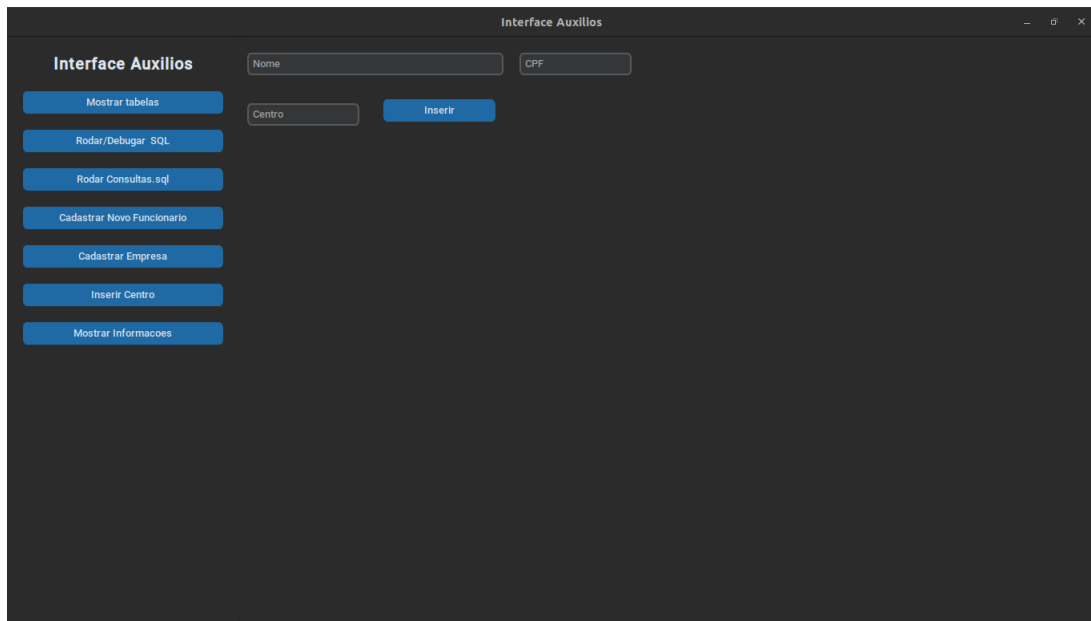 Interface Auxilios
Interface Auxilios
Mostrar tabelas
Rodar/Debugar  SQL
Rodar Consultas.sql
Cadastrar Novo Funcionario
Cadastrar Empresa
Inserir Centro
Mostrar Informacoes
Nome
CPF
Centro
Inserir